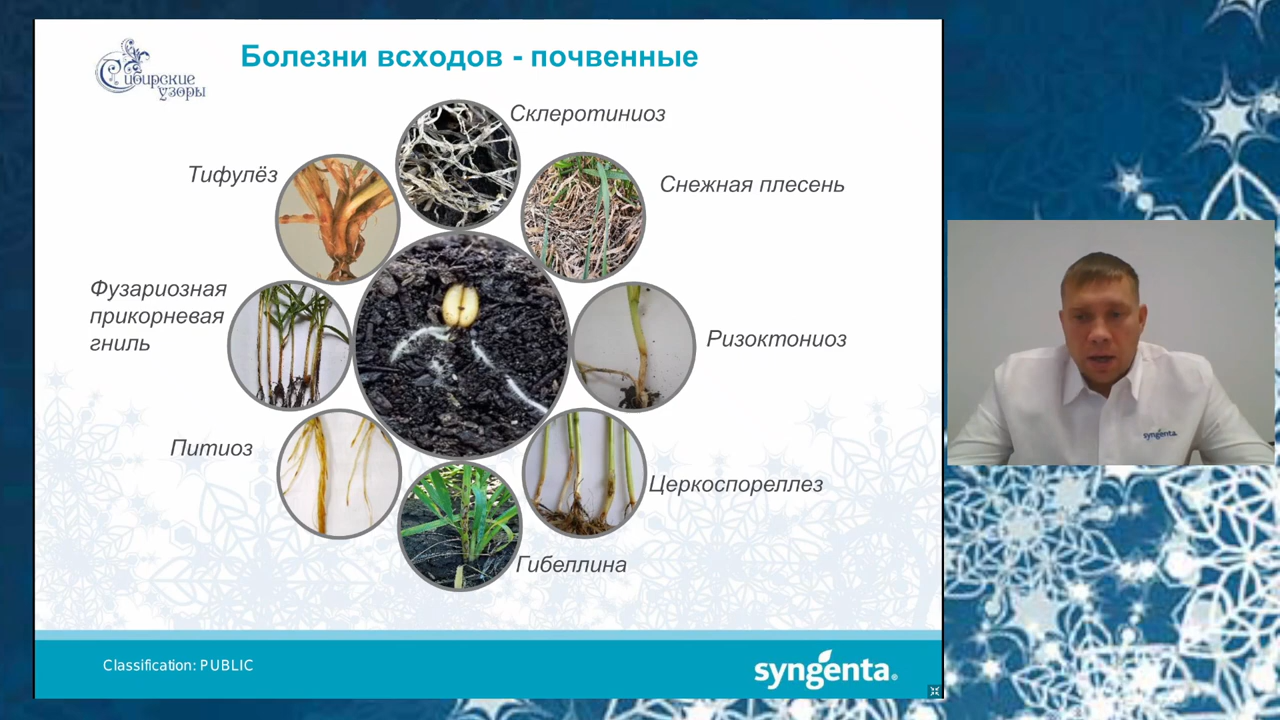 Сибирские
узоры
Болезни всходов - почвенные
Склеротиниоз
Тифулёз
Снежная плесень
Фузариозная
прикорневая
гниль
Ризоктониоз
Питиоз
Церкоспореллез
Гибеллина
Classification: PUBLIC
syngenta®
syngenta.